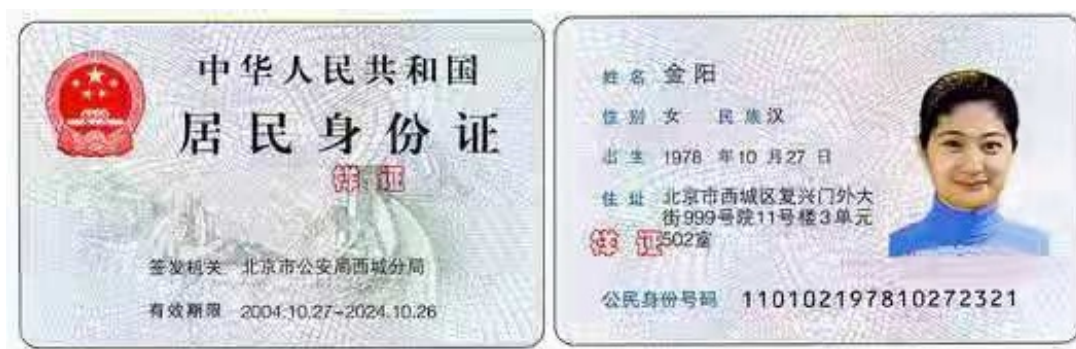 中华人民共和国
居民身份证
样 证
签发机关 北京市公安局西城分局
有效期限 2004.10.27-2024.10.26
姓名 金阳
性别 女 民族汉
出生 1978 年10 月27 日
住址 北京市西城区复兴门外大
街999号院11号楼3单元
502室
样 证
公民身份号码 110102197810272321